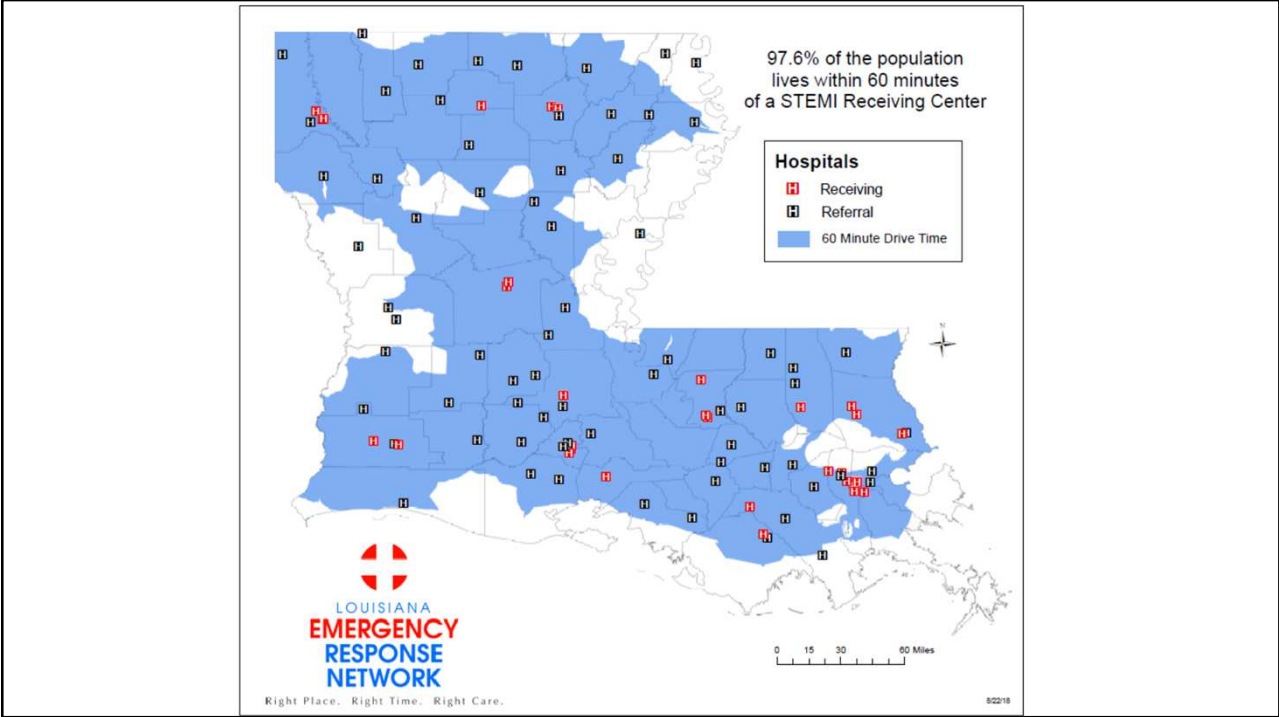 97.6% of the population
lives within 60 minutes
of a STEMI Receiving Center
Hospitals
H Receiving
H Referral
60 Minute Drive Time
N
LOUISIANA
EMERGENCY
RESPONSE
NETWORK
Right Place. Right Time. Right Care.
0 15 30 60 Miles
8/22/18